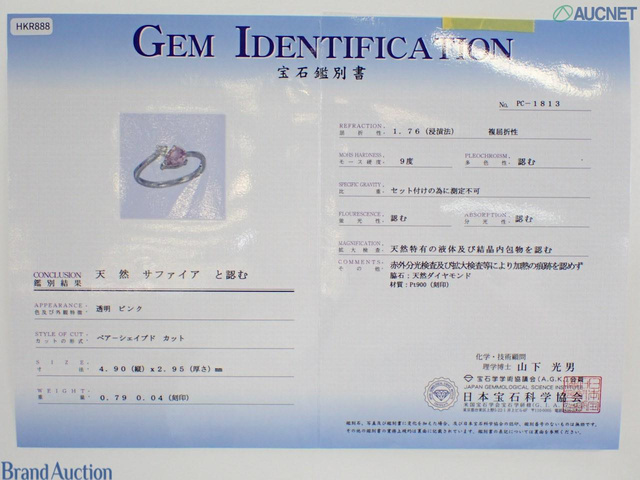 HKR888
AUCNET
GEM IDENTIFICATION
宝石鑑別書
No. PC-1813
REFRACTION, 屈折性 1.76 (浸漬法) 複屈折性
MOHS HARDNESS, モース硬度 9度
PLEOCHROISM, 多色性 認む
SPECIFIC GRAVITY, 比重 セット付けの為に測定不可
FLOURESCENCE, 蛍光性 認む
ABSORPTION, 分光性 認む
MAGNIFICATION, 拡大検査 天然特有の液体及び結晶内包物を認む
COMMENTS, その他 赤外分光検査及び拡大検査等により加熱の痕跡を認めず
脇石:天然ダイヤモンド
材質:Pt900 (刻印)
CONCLUSION 鑑別結果 天然 サファイア と認む
APPEARANCE, 色及び外観特徴 透明 ピンク
STYLE OF CUT, カットの形式 ペアーシェイプド カット
SIZE 寸法 4.90(縦)x2.95(厚さ)mm
WEIGHT 重量 0.79 0.04(刻印)
化学・技術顧問
理学博士 山下 光男
宝石学学術協議会(A.G.K.)会員
JAPAN GEMMOLOGICAL SCIENCE INSTITUTE
日本宝石科学協会
Brand Auction